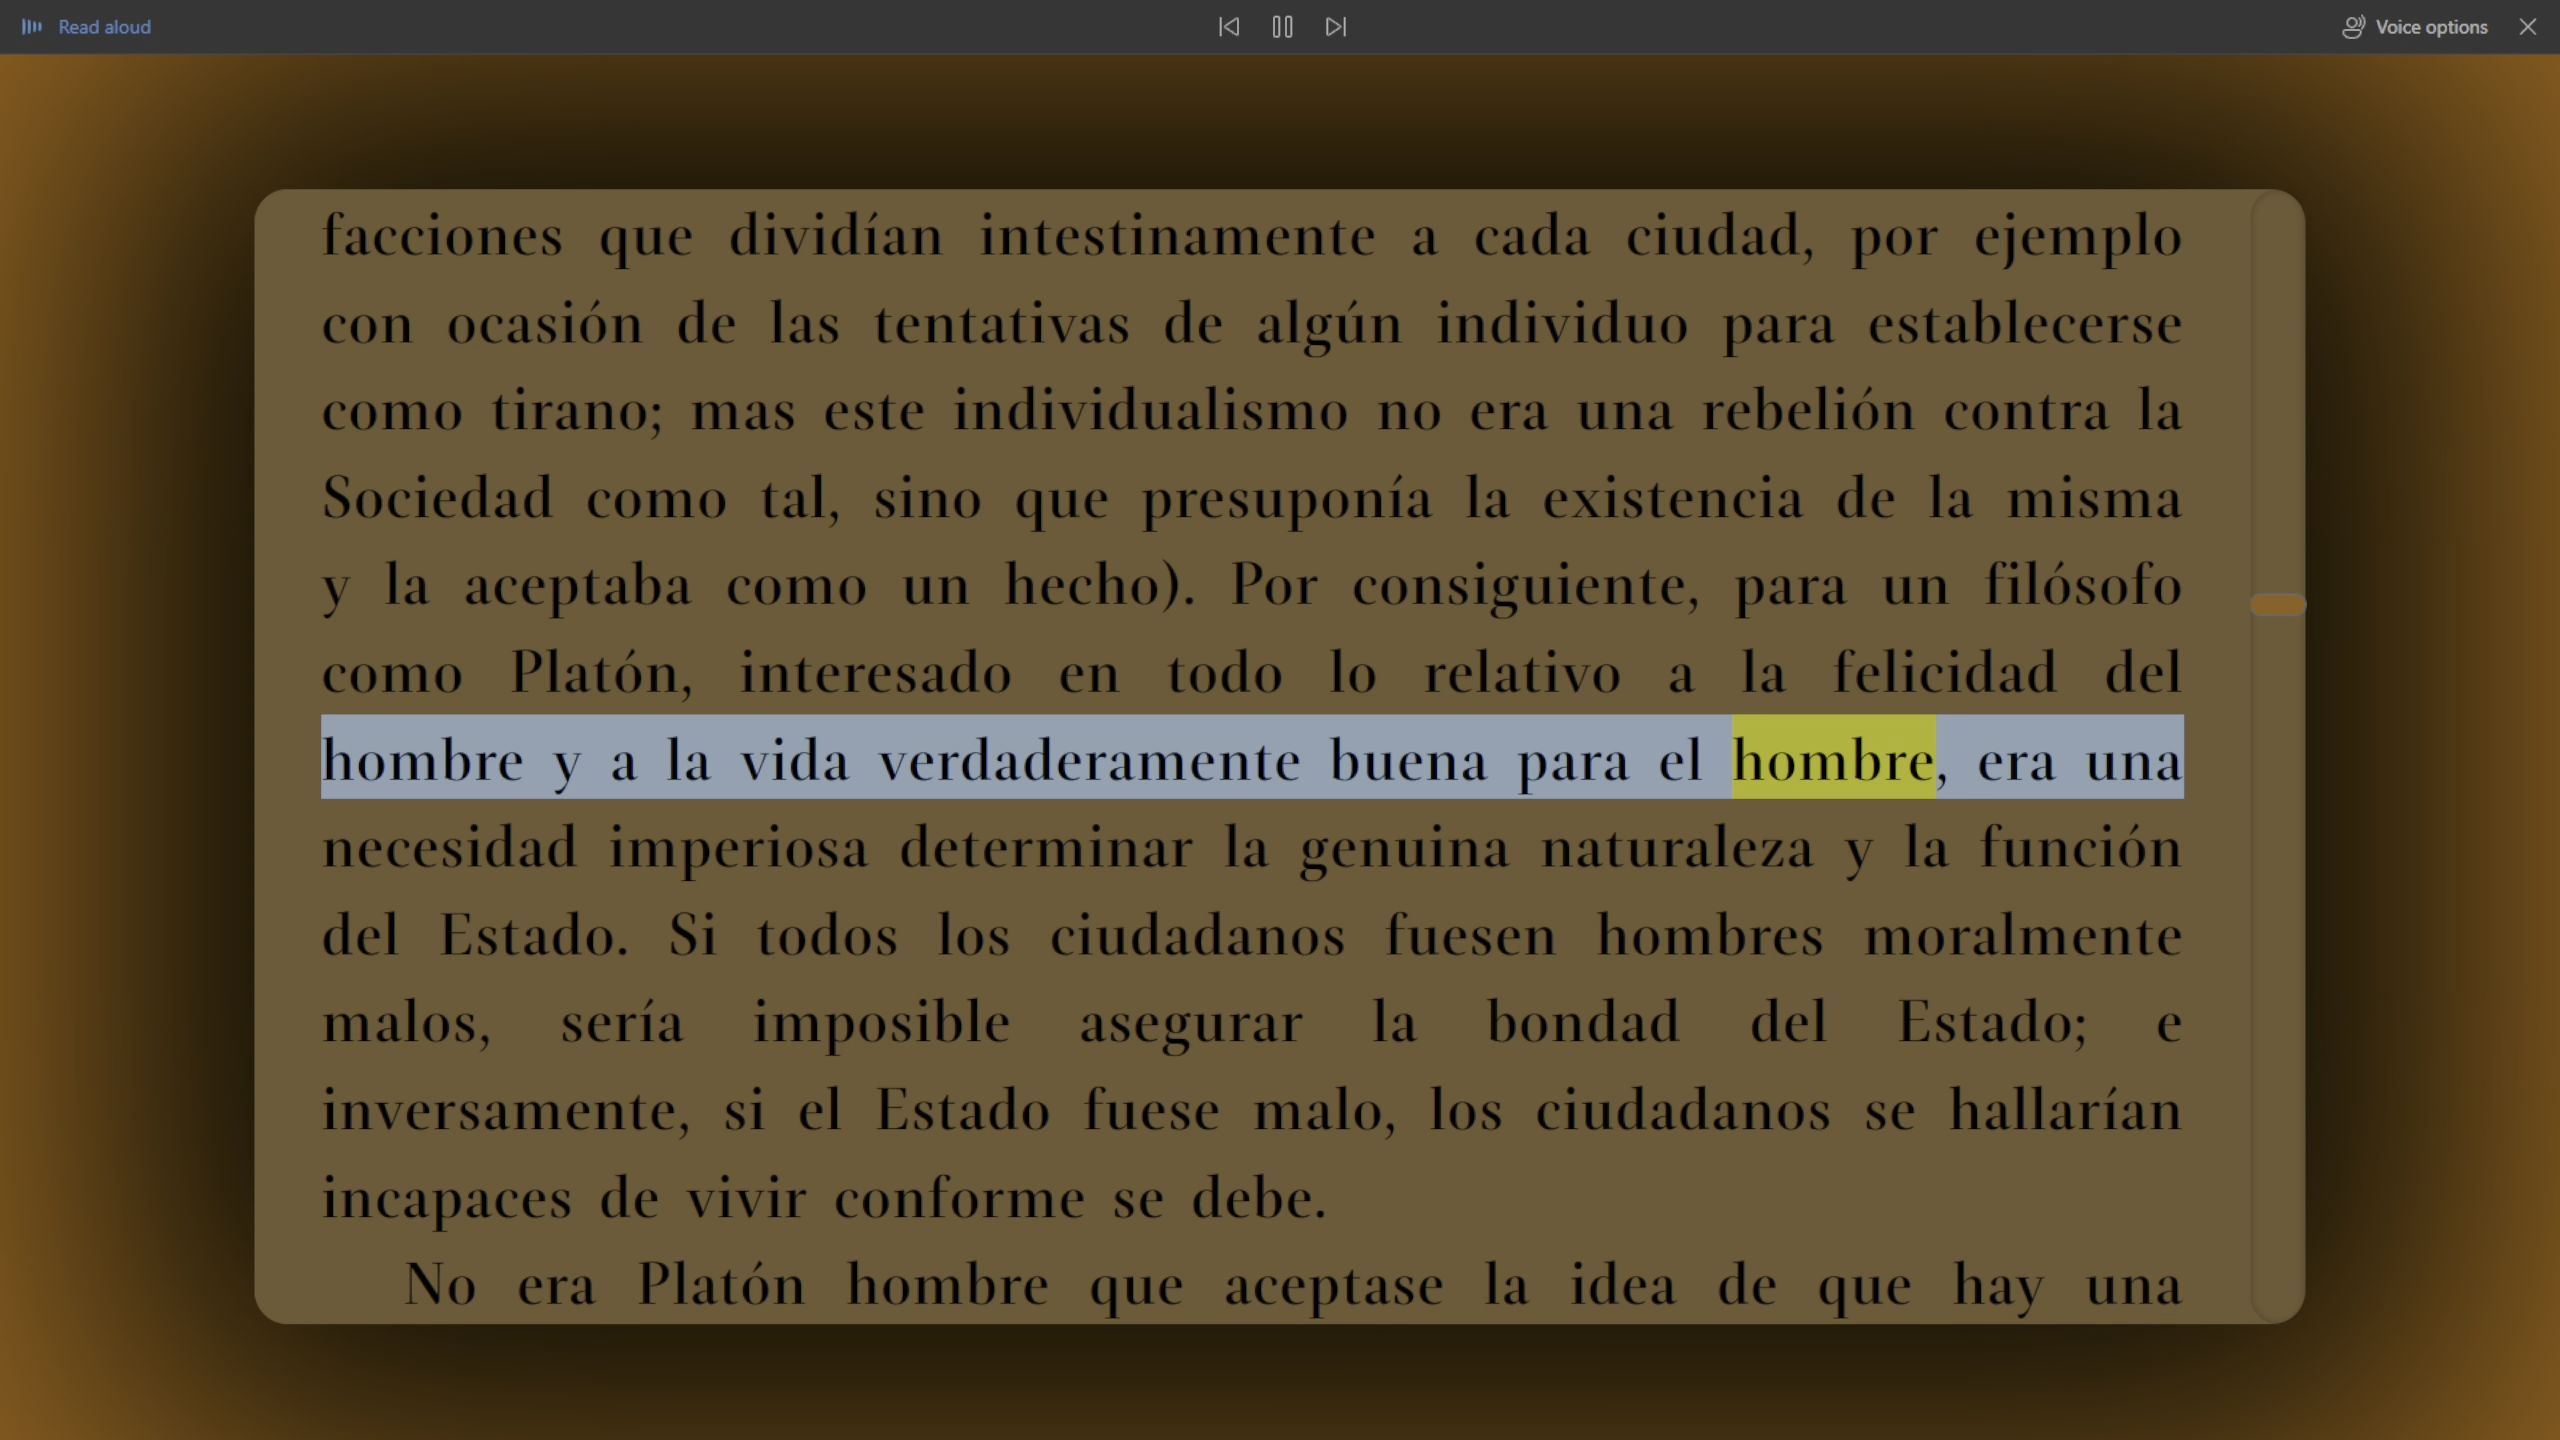 Read aloud
Voice options
facciones que dividían intestinamente a cada ciudad, por ejemplo
con ocasión de las tentativas de algún individuo para establecerse
como tirano; mas este individualismo no era una rebelión contra la
Sociedad como tal, sino que presuponía la existencia de la misma
y la aceptaba como un hecho). Por consiguiente, para un filósofo
como Platón, interesado en todo lo relativo a la felicidad del
hombre y a la vida verdaderamente buena para el hombre, era una
necesidad imperiosa determinar la genuina naturaleza y la función
del Estado. Si todos los ciudadanos fuesen hombres moralmente
malos, sería imposible asegurar la bondad del Estado; e
inversamente, si el Estado fuese malo, los ciudadanos se hallarían
incapaces de vivir conforme se debe.
No era Platón hombre que aceptase la idea de que hay una